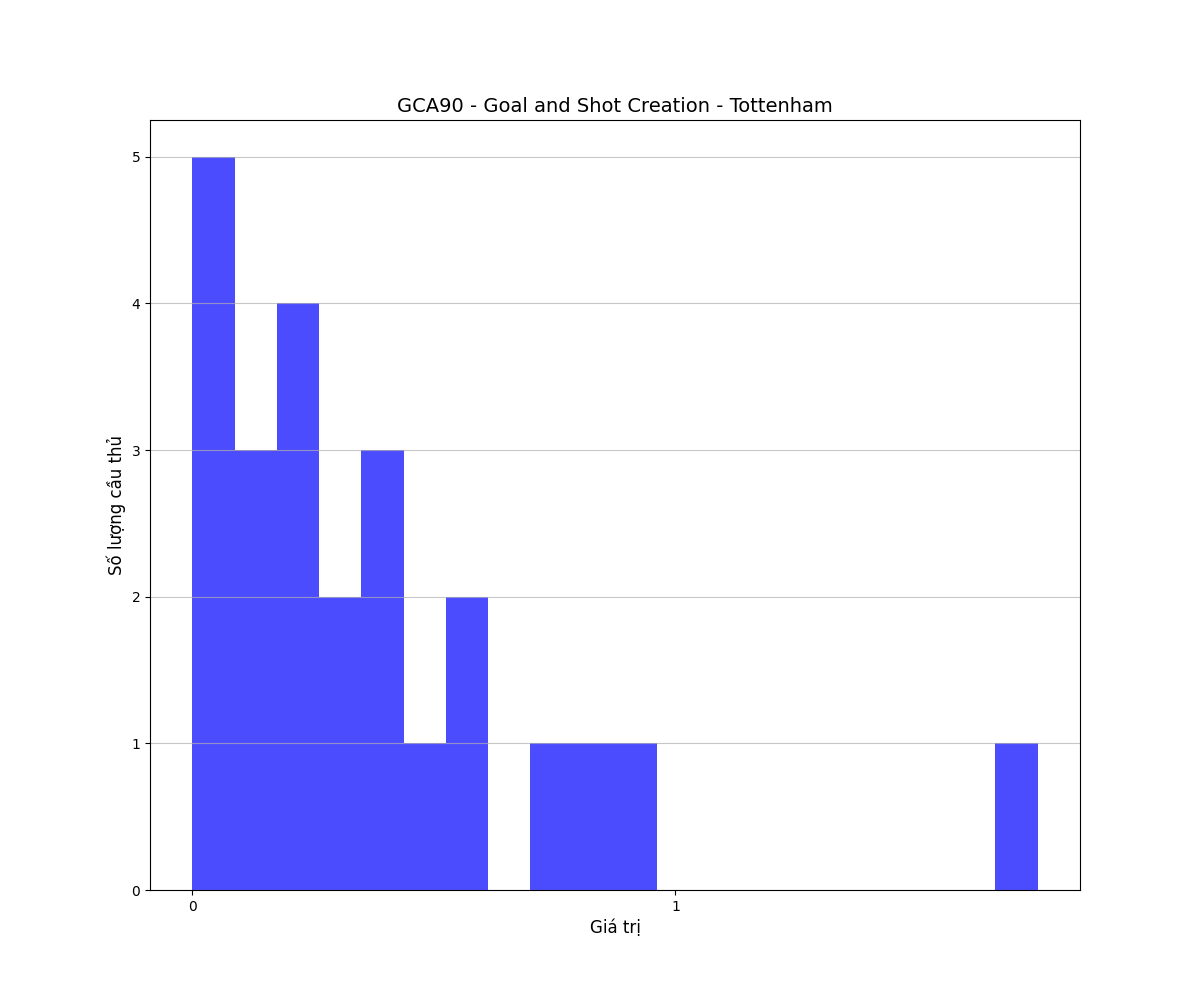 GCA90 - Goal and Shot Creation - Tottenham
5
4
3
2
1
0
Số lượng cầu thủ
0 1
Giá trị